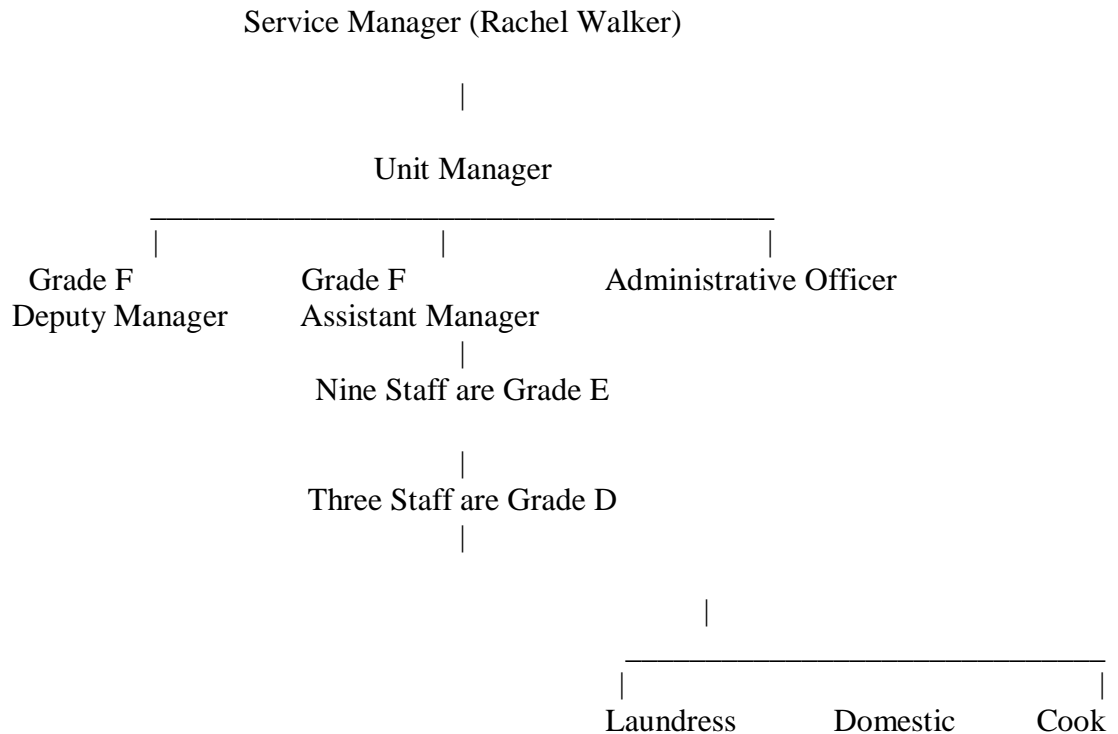 Service Manager (Rachel Walker)
Unit Manager
Grade F Grade F Administrative Officer
Deputy Manager Assistant Manager
Nine Staff are Grade E
Three Staff are Grade D
Laundress Domestic Cook